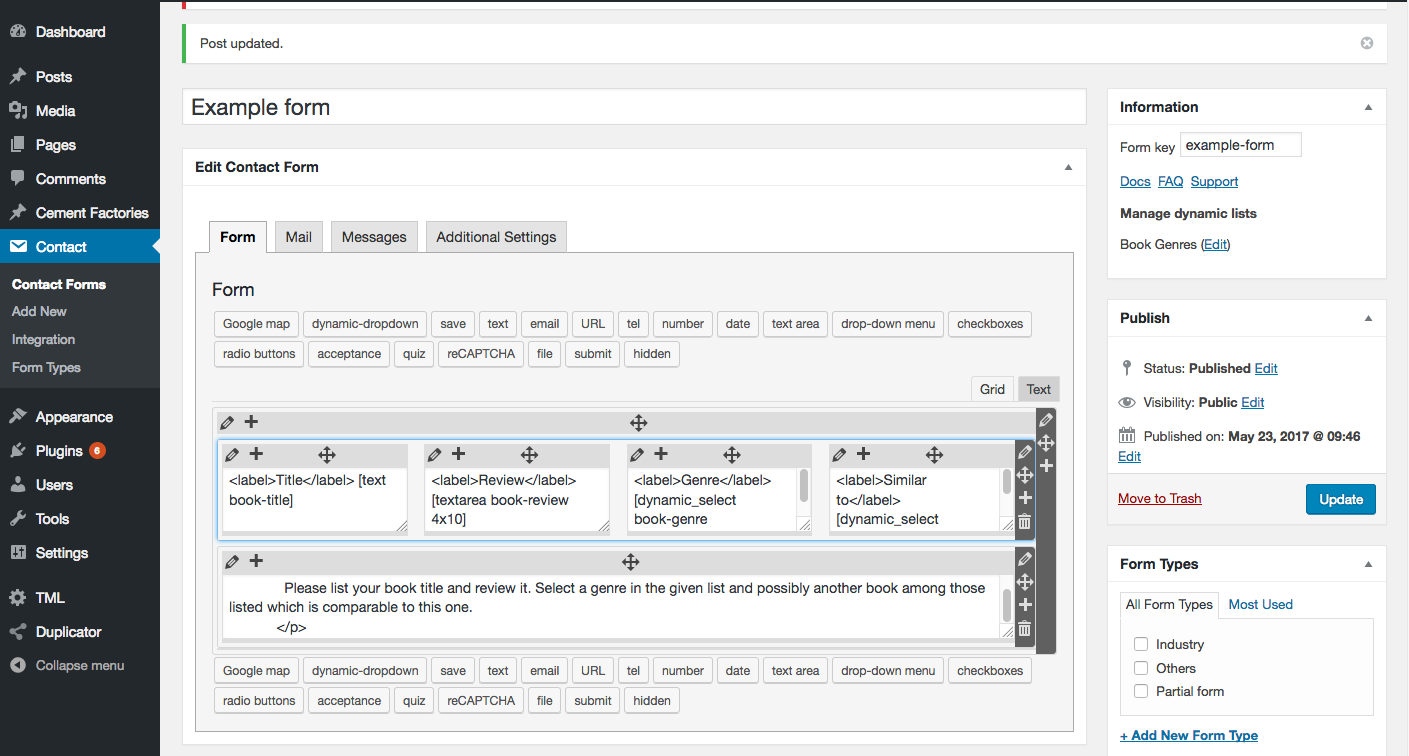 Dashboard
Posts
Media
Pages
Comments
Cement Factories
Contact
Contact Forms
Add New
Integration
Form Types
Appearance
Plugins 6
Users
Tools
Settings
TML
Duplicator
Collapse menu
Post updated.
Example form
Edit Contact Form
Form Mail Messages Additional Settings
Form
Google map dynamic-dropdown save text email URL tel number date text area drop-down menu checkboxes
radio buttons acceptance quiz reCAPTCHA file submit hidden
Grid Text
<label>Title</label> [text
book-title]
<label>Review</label>
[textarea book-review
4x10]
<label>Genre</label>
[dynamic_select
book-genre
<label>Similar
to</label>
[dynamic_select
Please list your book title and review it. Select a genre in the given list and possibly another book among those
listed which is comparable to this one.
</p>
Google map dynamic-dropdown save text email URL tel number date text area drop-down menu checkboxes
radio buttons acceptance quiz reCAPTCHA file submit hidden
Information
Form key example-form
Docs FAQ Support
Manage dynamic lists
Book Genres (Edit)
Publish
Status: Published Edit
Visibility: Public Edit
Published on: May 23, 2017 @ 09:46
Edit
Move to Trash Update
Form Types
All Form Types Most Used
Industry
Others
Partial form
+ Add New Form Type